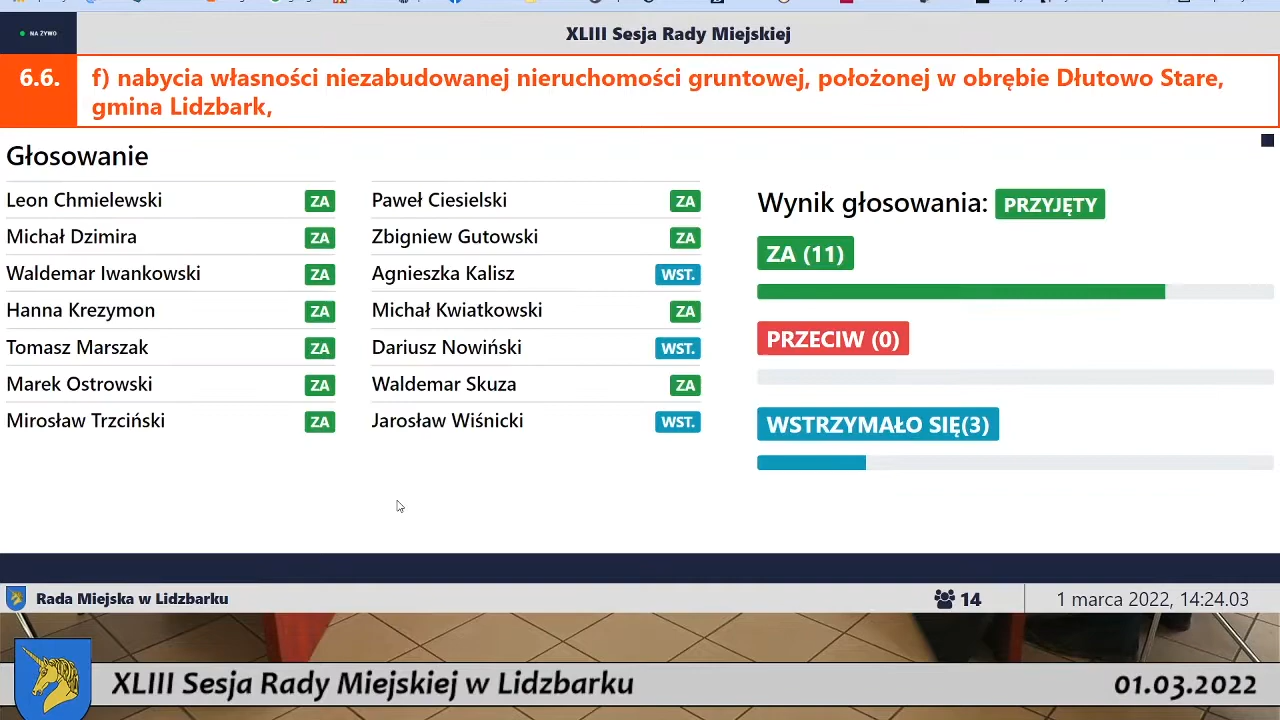 NA ŻYWO
XLIII Sesja Rady Miejskiej
6.6.
f) nabycia własności niezabudowanej nieruchomości gruntowej, położonej w obrębie Dłutowo Stare,
gmina Lidzbark,
Głosowanie
Leon Chmielewski ZA
Michał Dzimira ZA
Waldemar Iwankowski ZA
Hanna Krezymon ZA
Tomasz Marszak ZA
Marek Ostrowski ZA
Mirosław Trzciński ZA
Paweł Ciesielski ZA
Zbigniew Gutowski ZA
Agnieszka Kalisz WST.
Michał Kwiatkowski ZA
Dariusz Nowiński WST.
Waldemar Skuza ZA
Jarosław Wiśnicki WST.
Wynik głosowania: PRZYJĘTY
ZA (11)
PRZECIW (0)
WSTRZYMAŁO SIĘ(3)
Rada Miejska w Lidzbarku
14
1 marca 2022, 14:24.03
XLIII Sesja Rady Miejskiej w Lidzbarku
01.03.2022